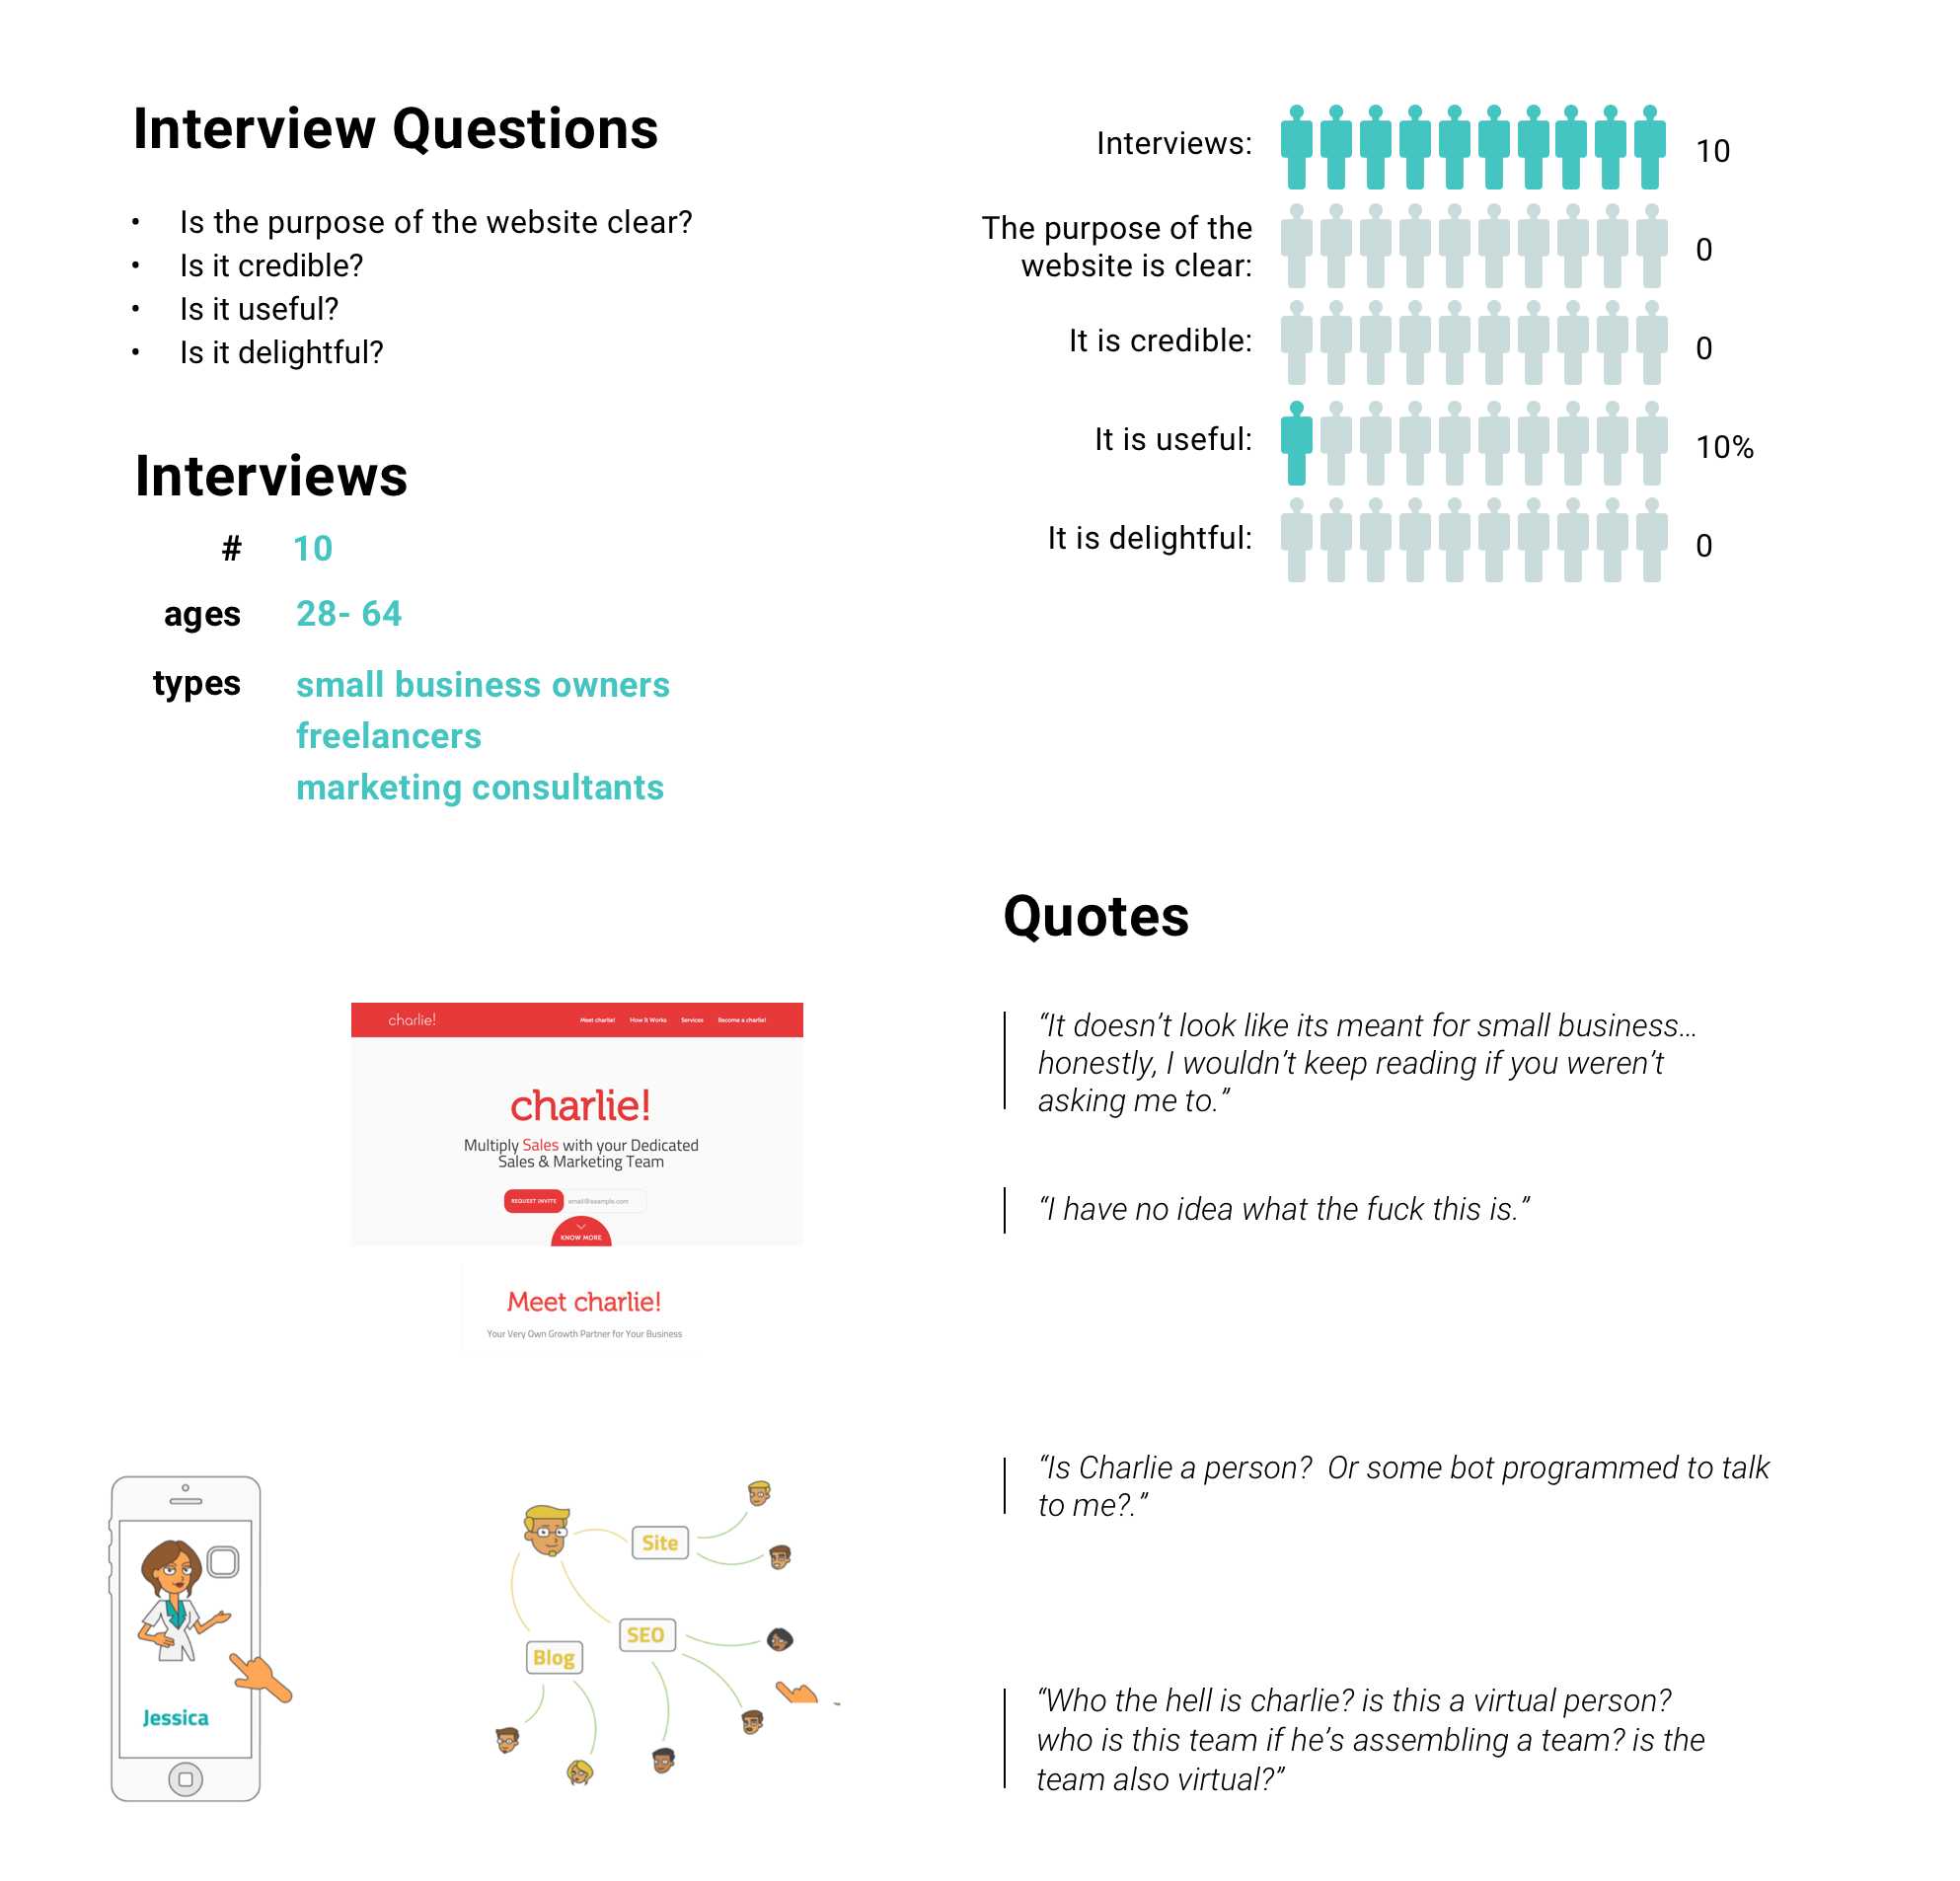 Interview Questions
• Is the purpose of the website clear?
• Is it credible?
• Is it useful?
• Is it delightful?
Interviews
# 10
ages 28- 64
types small business owners
freelancers
marketing consultants
Interviews: 10
The purpose of the
website is clear: 0
It is credible: 0
It is useful: 10%
It is delightful: 0
charlie! Meet charlie! How It Works Services Become a charlie!
charlie!
Multiply Sales with your Dedicated
Sales & Marketing Team
REQUEST INVITE email@example.com
KNOW MORE
Meet charlie!
Your Very Own Growth Partner for Your Business
Jessica
Site
SEO
Blog
Quotes
“It doesn’t look like its meant for small business...
honestly, I wouldn’t keep reading if you weren’t
asking me to.”
“I have no idea what the fuck this is.”
“Is Charlie a person?  Or some bot programmed to talk
to me?.”
“Who the hell is charlie? is this a virtual person?
who is this team if he’s assembling a team? is the
team also virtual?”